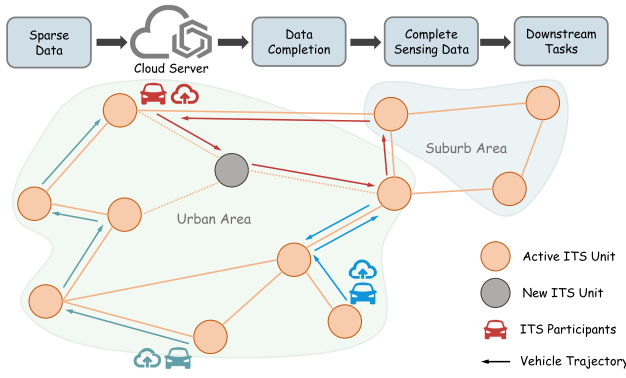 Sparse
Data
Cloud Server
Data
Completion
Complete
Sensing Data
Downstream
Tasks
Suburb Area
Urban Area
Active ITS Unit
New ITS Unit
ITS Participants
Vehicle Trajectory